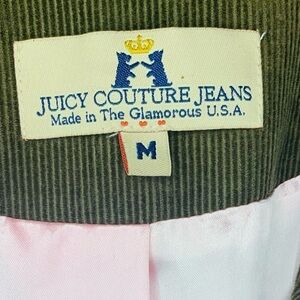 JUICY COUTURE JEANS
Made in The Glamorous U.S.A.
M